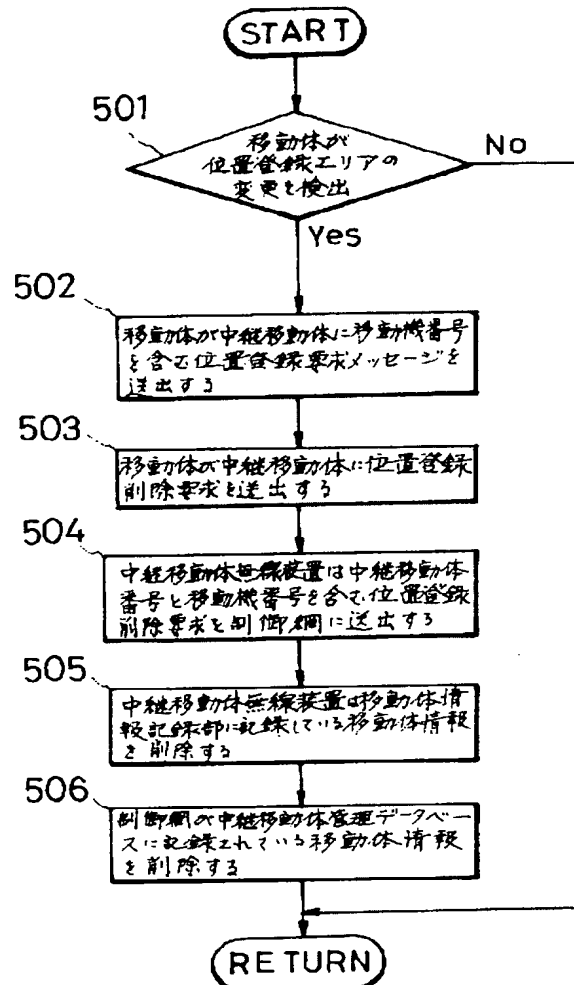 START
501
移動体が
位置登録エリアの
変更を検出
No
Yes
502
移動体が中継移動体に移動機番号
を含む位置登録要求メッセージを
送出する
503
移動体が中継移動体に位置登録
削除要求を送出する
504
中継移動体無線装置は中継移動体
番号と移動機番号を含む位置登録
削除要求を制御網に送出する
505
中継移動体無線装置は移動体情
報記録部に記録している移動体情報
を削除する
506
制御網の中継移動体管理データベー
スに記録されている移動体情報
を削除する
RETURN